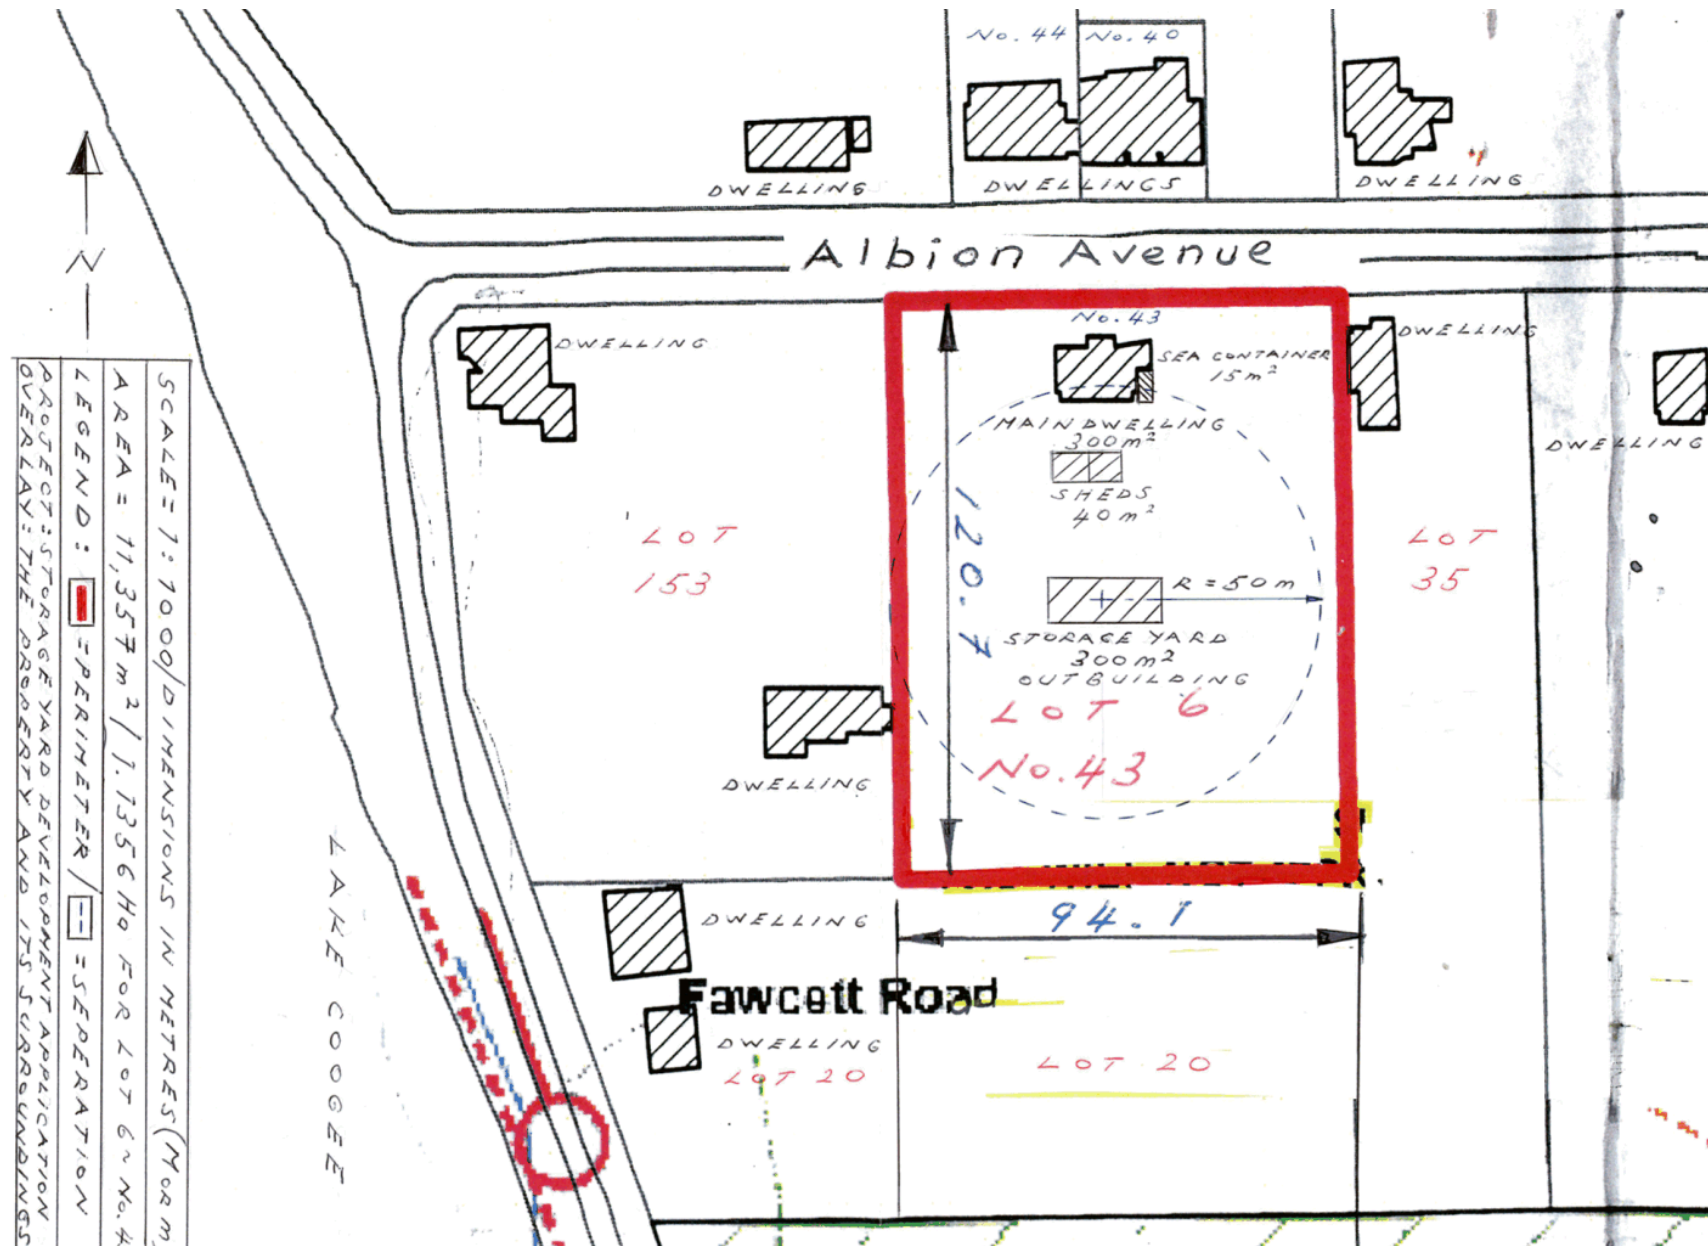 No. 44
No. 40
DWELLING
DWELLINGS
DWELLING
Albion Avenue
N
No. 43
DWELLING
DWELLING
SEA CONTAINER
15m²
MAIN DWELLING
300m²
DWELLING
SHEDS
40m²
120.7
LOT
153
LOT
35
R = 50m
STORAGE YARD
300m²
OUTBUILDING
LOT 6
No. 43
DWELLING
94.1
DWELLING
Fawcett Road
DWELLING
LOT 20
LOT 20
LAKE COOGEE
SCALE = 1:1000/DIMENSIONS IN METRES (M OR m
AREA = 11,357m² / 1.1356 Ha FOR LOT 6 ~ No. 4
LEGEND: = PERIMETER / = SEPERATION
PROJECT: STORAGE YARD DEVELOPMENT APPLICATION
OVERLAY: THE PROPERTY AND ITS SURROUNDINGS